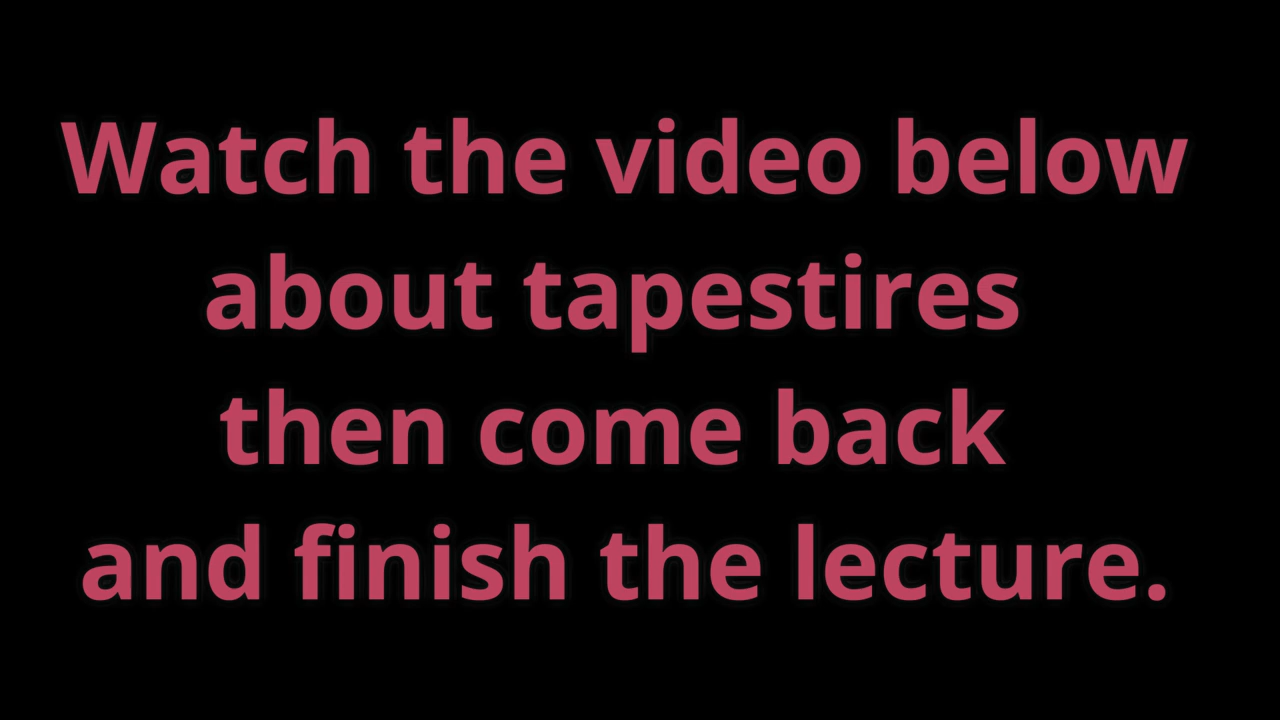 Watch the video below
about tapestires
then come back
and finish the lecture.